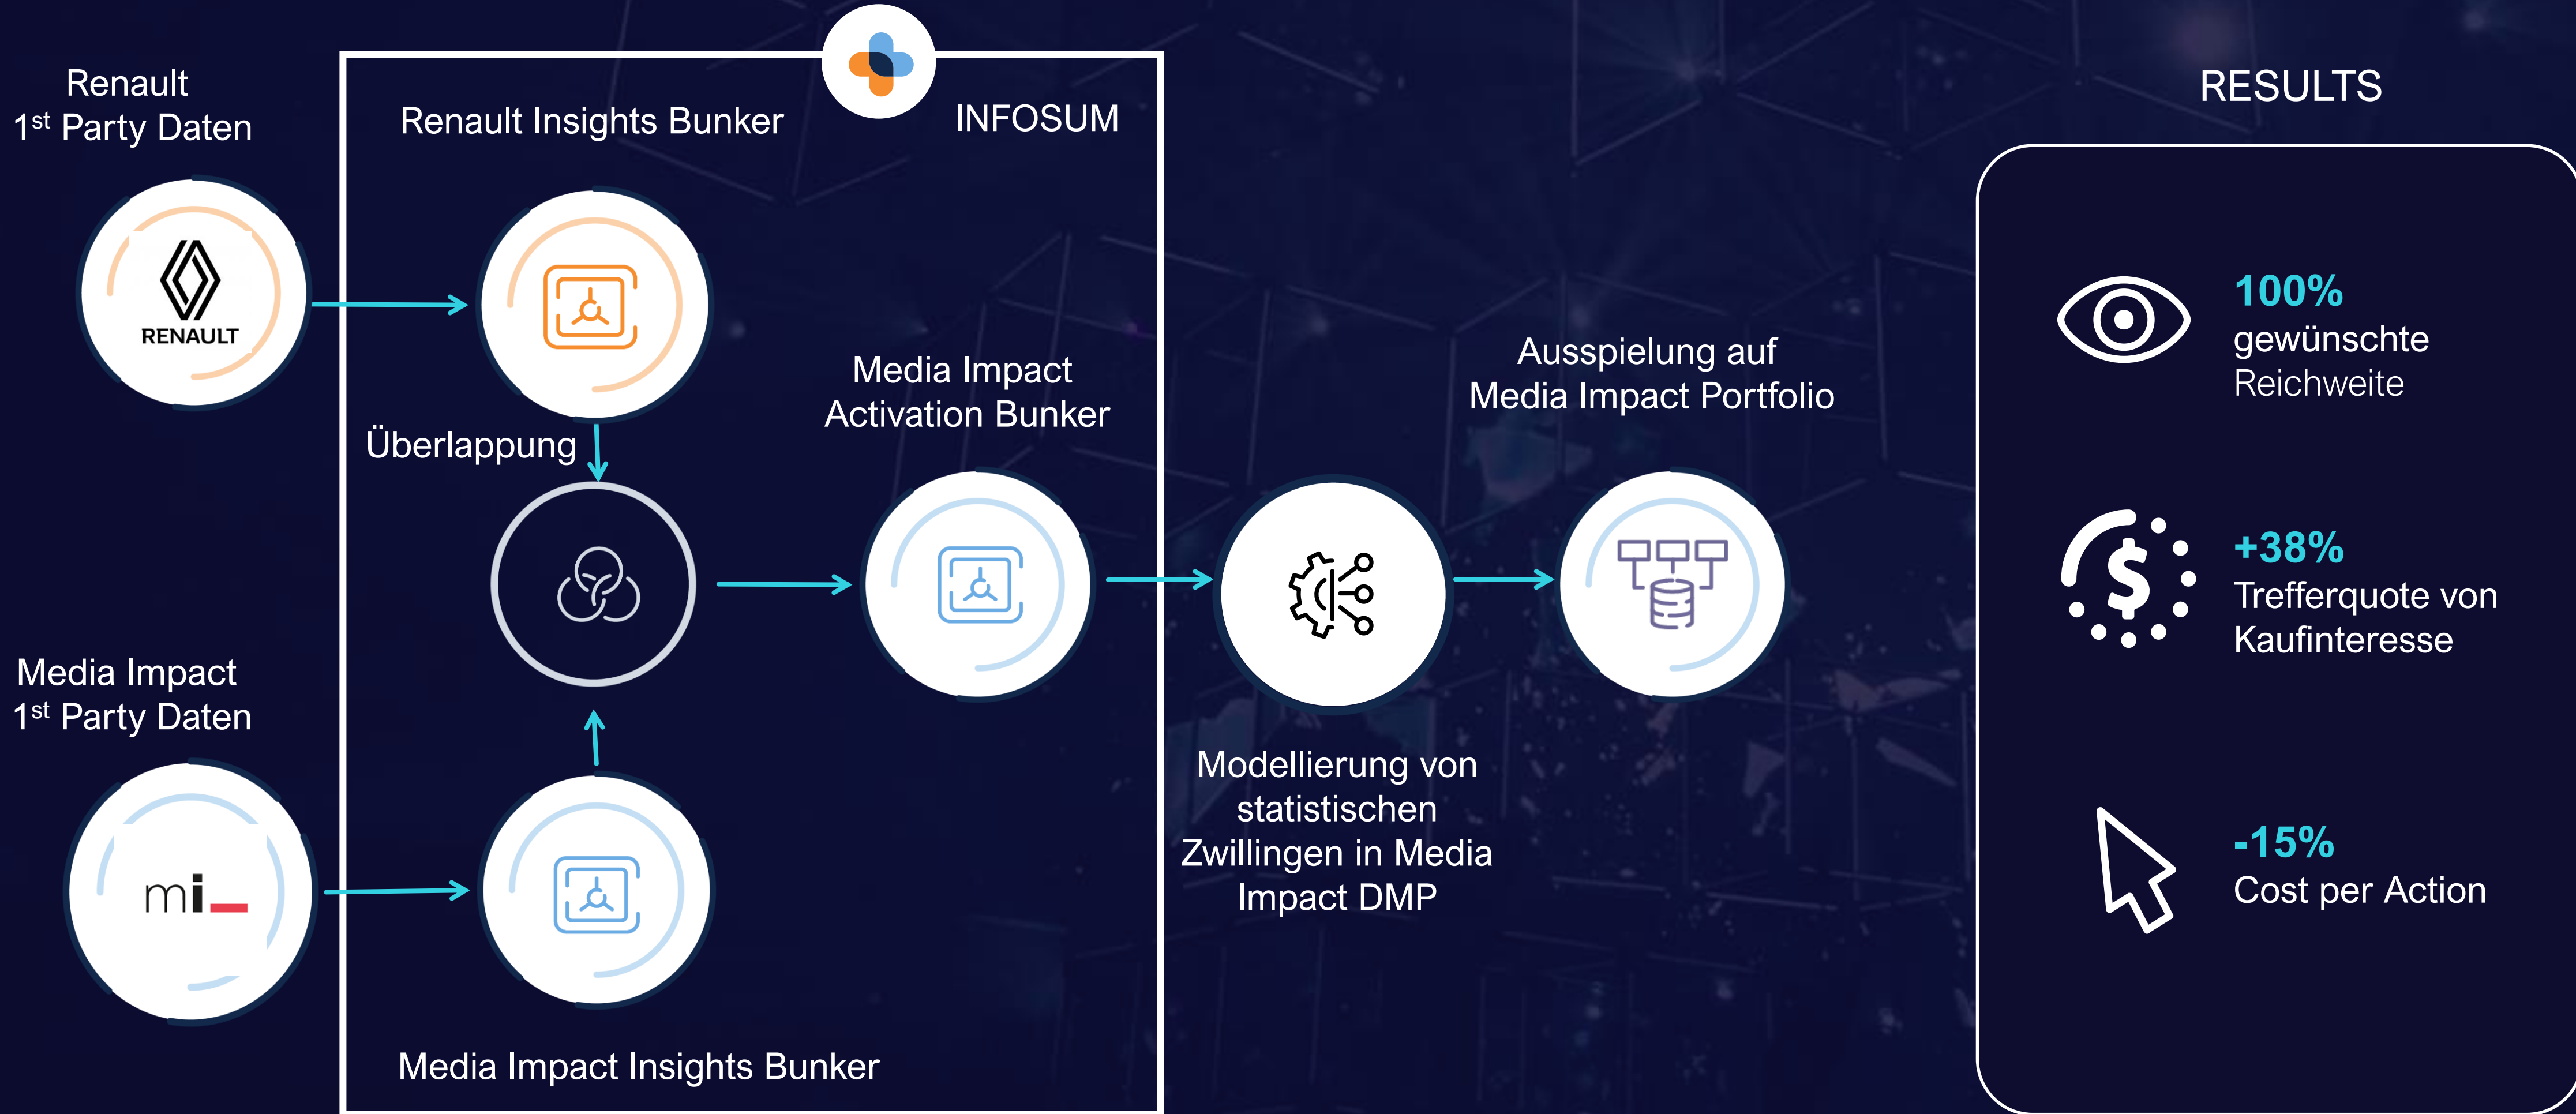 Renault
1st Party Daten
RENAULT
Media Impact
1st Party Daten
mi_
Renault Insights Bunker
INFOSUM
Überlappung
Media Impact
Activation Bunker
Media Impact Insights Bunker
Modellierung von
statistischen
Zwillingen in Media
Impact DMP
Ausspielung auf
Media Impact Portfolio
RESULTS
100%
gewünschte
Reichweite
$
+38%
Trefferquote von
Kaufinteresse
-15%
Cost per Action